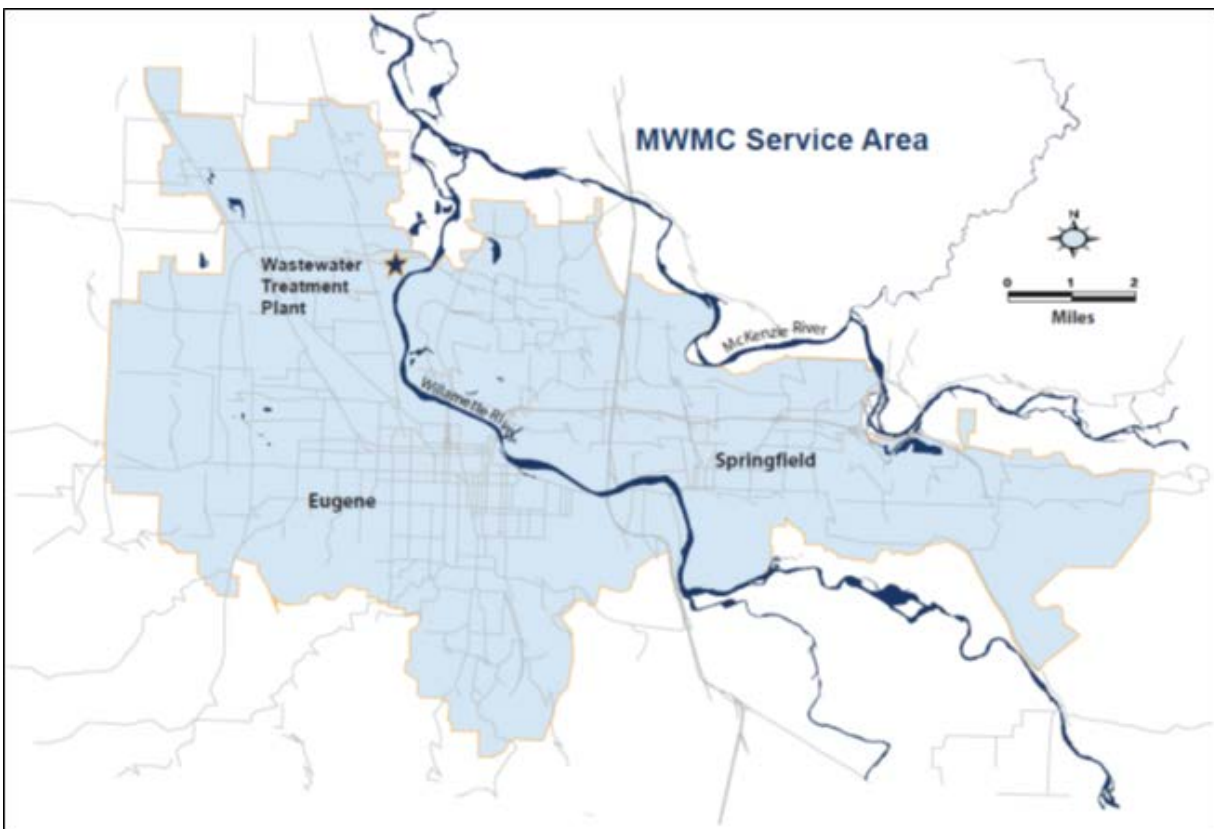 MWMC Service Area
N
0 1 2
Miles
Wastewater
Treatment
Plant
McKenzie River
Willamette River
Springfield
Eugene